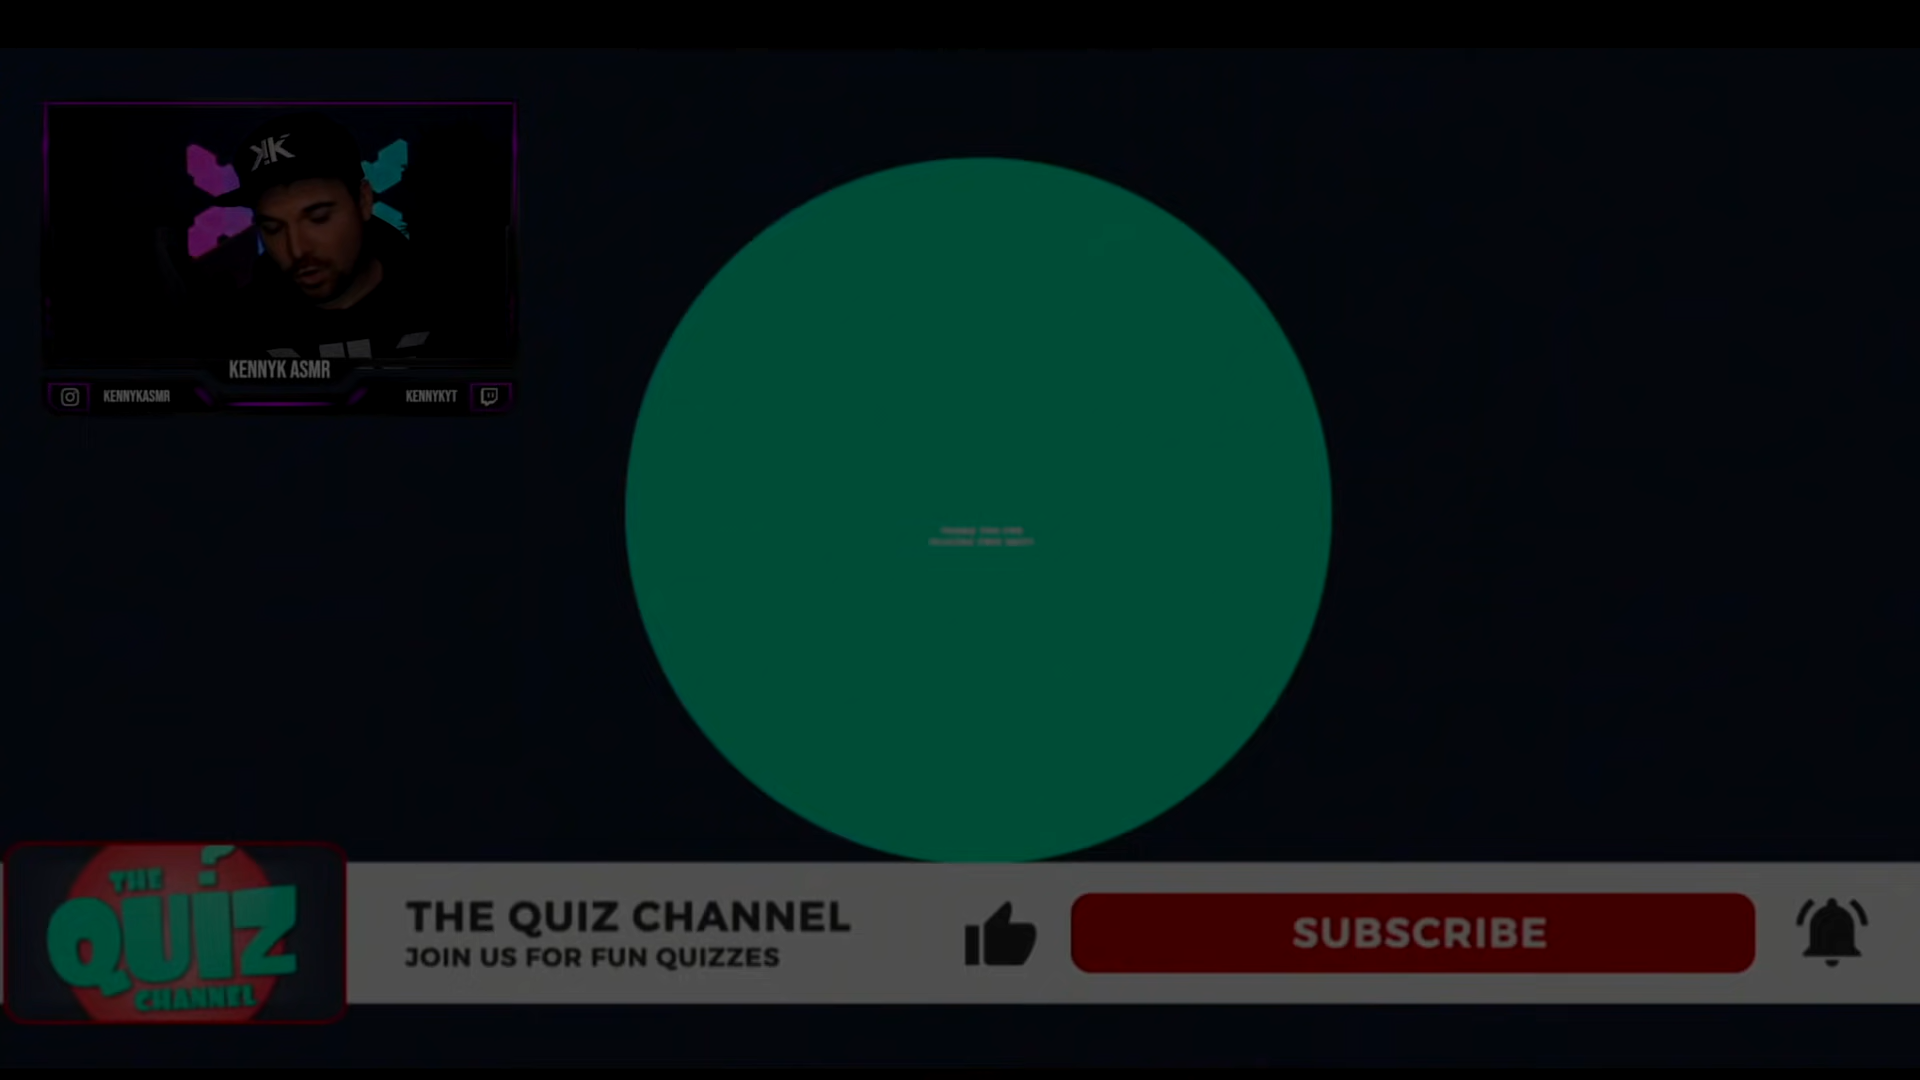 KENNYK ASMR
KENNYKASMR
KENNYKYT
THE
QUIZ
CHANNEL
THE QUIZ CHANNEL
JOIN US FOR FUN QUIZZES
SUBSCRIBE